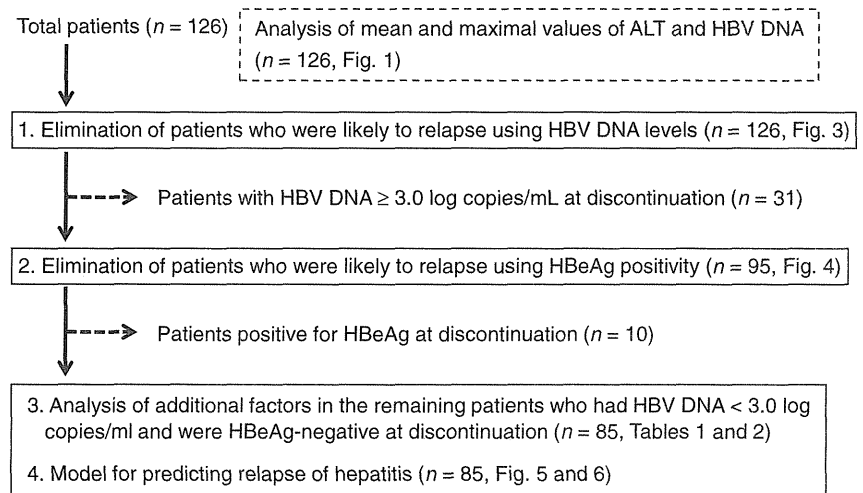 Total patients (n = 126)
Analysis of mean and maximal values of ALT and HBV DNA
(n = 126, Fig. 1)
1. Elimination of patients who were likely to relapse using HBV DNA levels (n = 126, Fig. 3)
Patients with HBV DNA ≥ 3.0 log copies/mL at discontinuation (n = 31)
2. Elimination of patients who were likely to relapse using HBeAg positivity (n = 95, Fig. 4)
Patients positive for HBeAg at discontinuation (n = 10)
3. Analysis of additional factors in the remaining patients who had HBV DNA < 3.0 log
copies/ml and were HBeAg-negative at discontinuation (n = 85, Tables 1 and 2)
4. Model for predicting relapse of hepatitis (n = 85, Fig. 5 and 6)